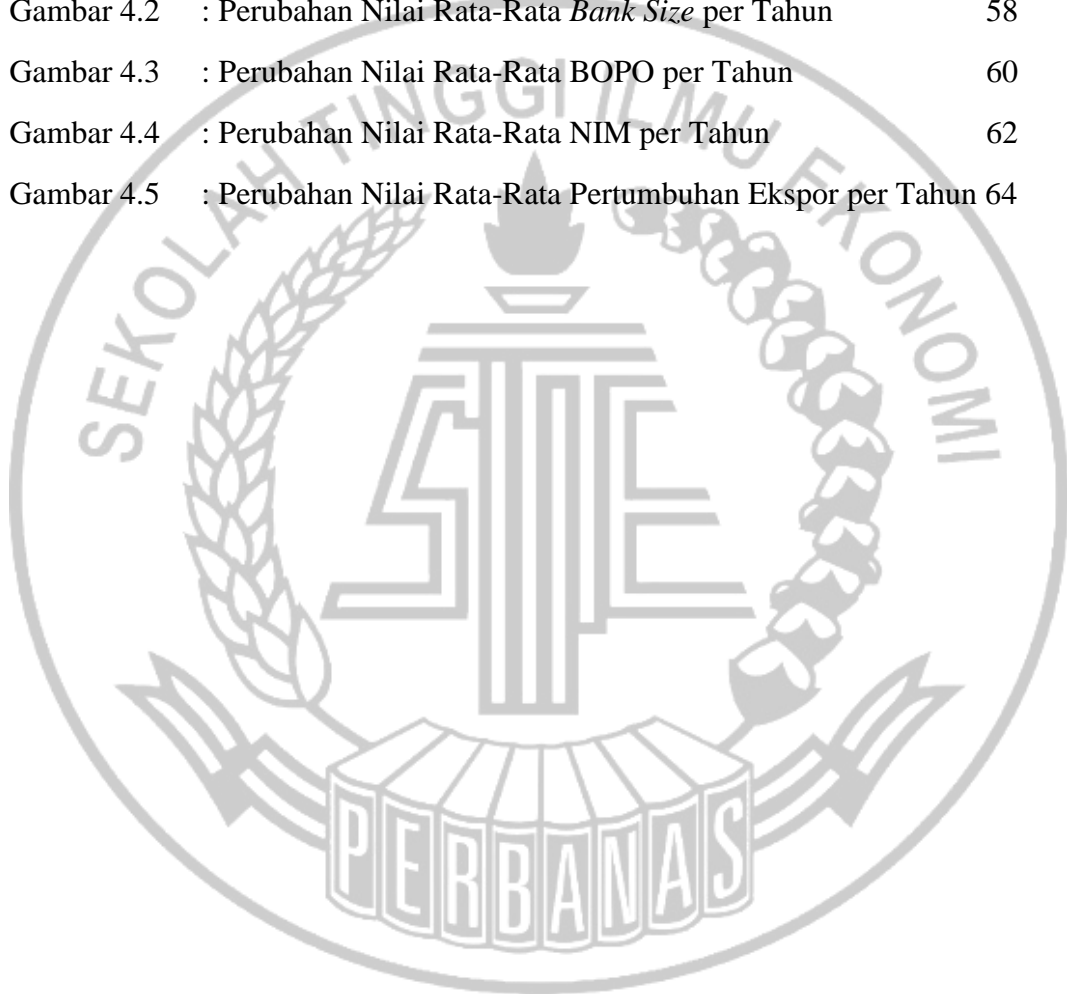 Gambar 4.2 : Perubahan Nilai Rata-Rata Bank Size per Tahun 58
Gambar 4.3 : Perubahan Nilai Rata-Rata BOPO per Tahun 60
Gambar 4.4 : Perubahan Nilai Rata-Rata NIM per Tahun 62
Gambar 4.5 : Perubahan Nilai Rata-Rata Pertumbuhan Ekspor per Tahun 64
SEKOLAH TINGGI ILMU EKONOMI
STIE
PERBANAS